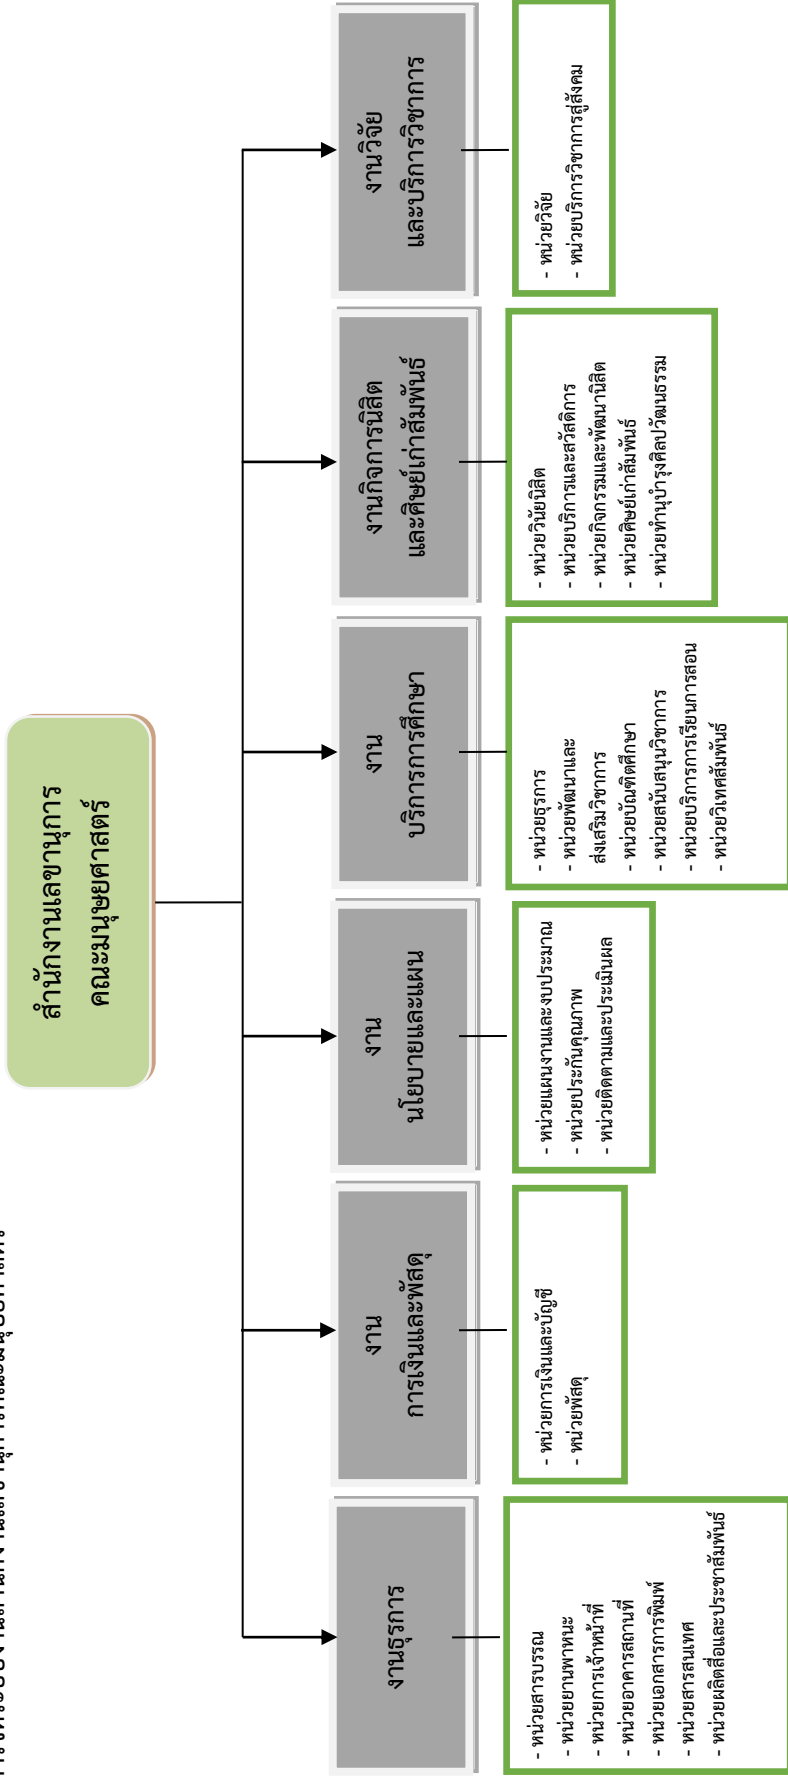 สำนักงานเลขานุการ
คณะมนุษยศาสตร์
งานธุรการ
- หน่วยสารบรรณ
- หน่วยยานพาหนะ
- หน่วยการเจ้าหน้าที่
- หน่วยอาคารสถานที่
- หน่วยเอกสารการพิมพ์
- หน่วยสารสนเทศ
- หน่วยผลิตสื่อและประชาสัมพันธ์
งาน
การเงินและพัสดุ
- หน่วยการเงินและบัญชี
- หน่วยพัสดุ
งาน
นโยบายและแผน
- หน่วยแผนงานและงบประมาณ
- หน่วยประกันคุณภาพ
- หน่วยติดตามและประเมินผล
งาน
บริการการศึกษา
- หน่วยธุรการ
- หน่วยพัฒนาและ
ส่งเสริมวิชาการ
- หน่วยบัณฑิตศึกษา
- หน่วยสนับสนุนวิชาการ
- หน่วยบริการการเรียนการสอน
- หน่วยวิเทศสัมพันธ์
งานกิจการนิสิต
และศิษย์เก่าสัมพันธ์
- หน่วยวินัยนิสิต
- หน่วยบริการและสวัสดิการ
- หน่วยกิจกรรมและพัฒนานิสิต
- หน่วยศิษย์เก่าสัมพันธ์
- หน่วยทำนุบำรุงศิลปวัฒนธรรม
งานวิจัย
และบริการวิชาการ
- หน่วยวิจัย
- หน่วยบริการวิชาการสู่สังคม